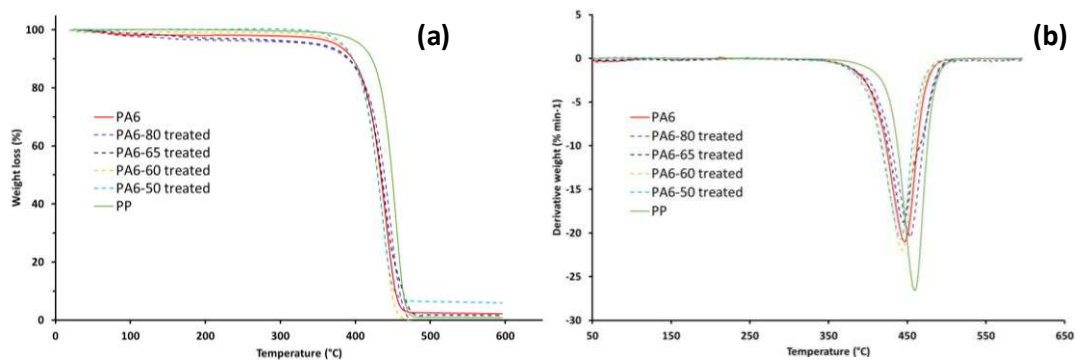 (a)
100
80
60
40
20
0
Weight loss (%)
PA6
PA6-80 treated
PA6-65 treated
PA6-60 treated
PA6-50 treated
PP
0 100 200 300 400 500 600
Temperature (°C)
(b)
5
0
-5
-10
-15
-20
-25
-30
Derivative weight (% min-1)
PA6
PA6-80 treated
PA6-65 treated
PA6-60 treated
PA6-50 treated
PP
50 150 250 350 450 550 650
Temperature (°C)